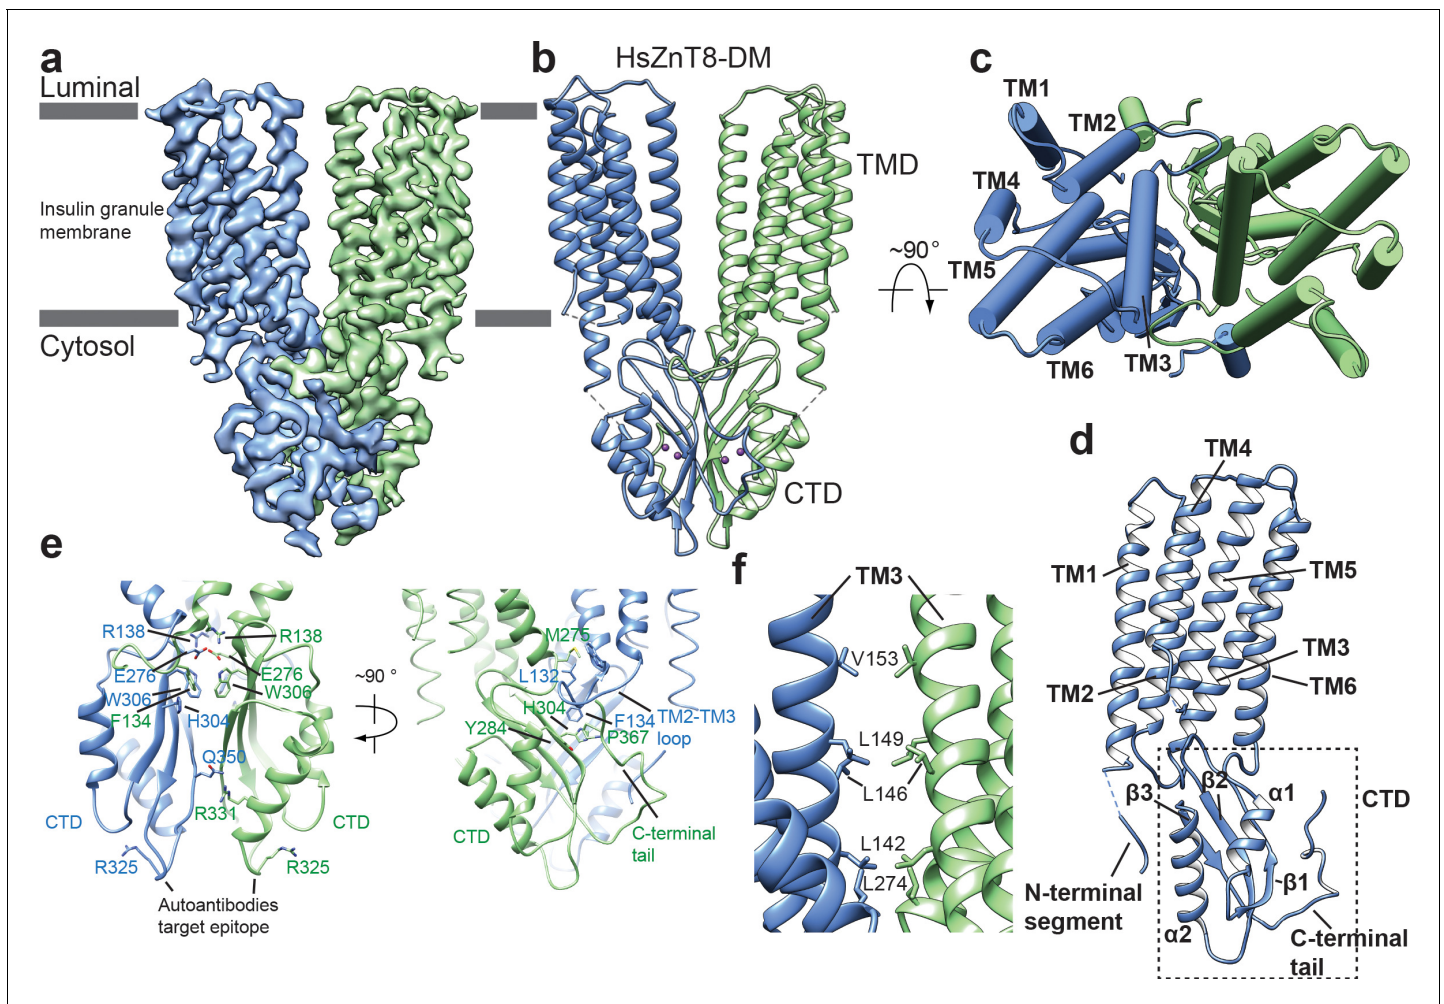 a
Luminal
Insulin granule
membrane
Cytosol
b
HsZnT8-DM
TMD
CTD
~90°
c
TM1
TM2
TM4
TM5
TM6
TM3
d
TM4
TM1
TM5
TM3
TM2
TM6
β3
β2
α1
CTD
β1
N-terminal
segment
α2
C-terminal
tail
e
R138
R138
E276
E276
W306
W306
F134
H304
Q350
R331
CTD
CTD
R325
R325
Autoantibodies
target epitope
~90 °
M275
L132
H304
F134
TM2-TM3
loop
Y284
P367
CTD
C-terminal
tail
f
TM3
V153
L149
L146
L142
L274